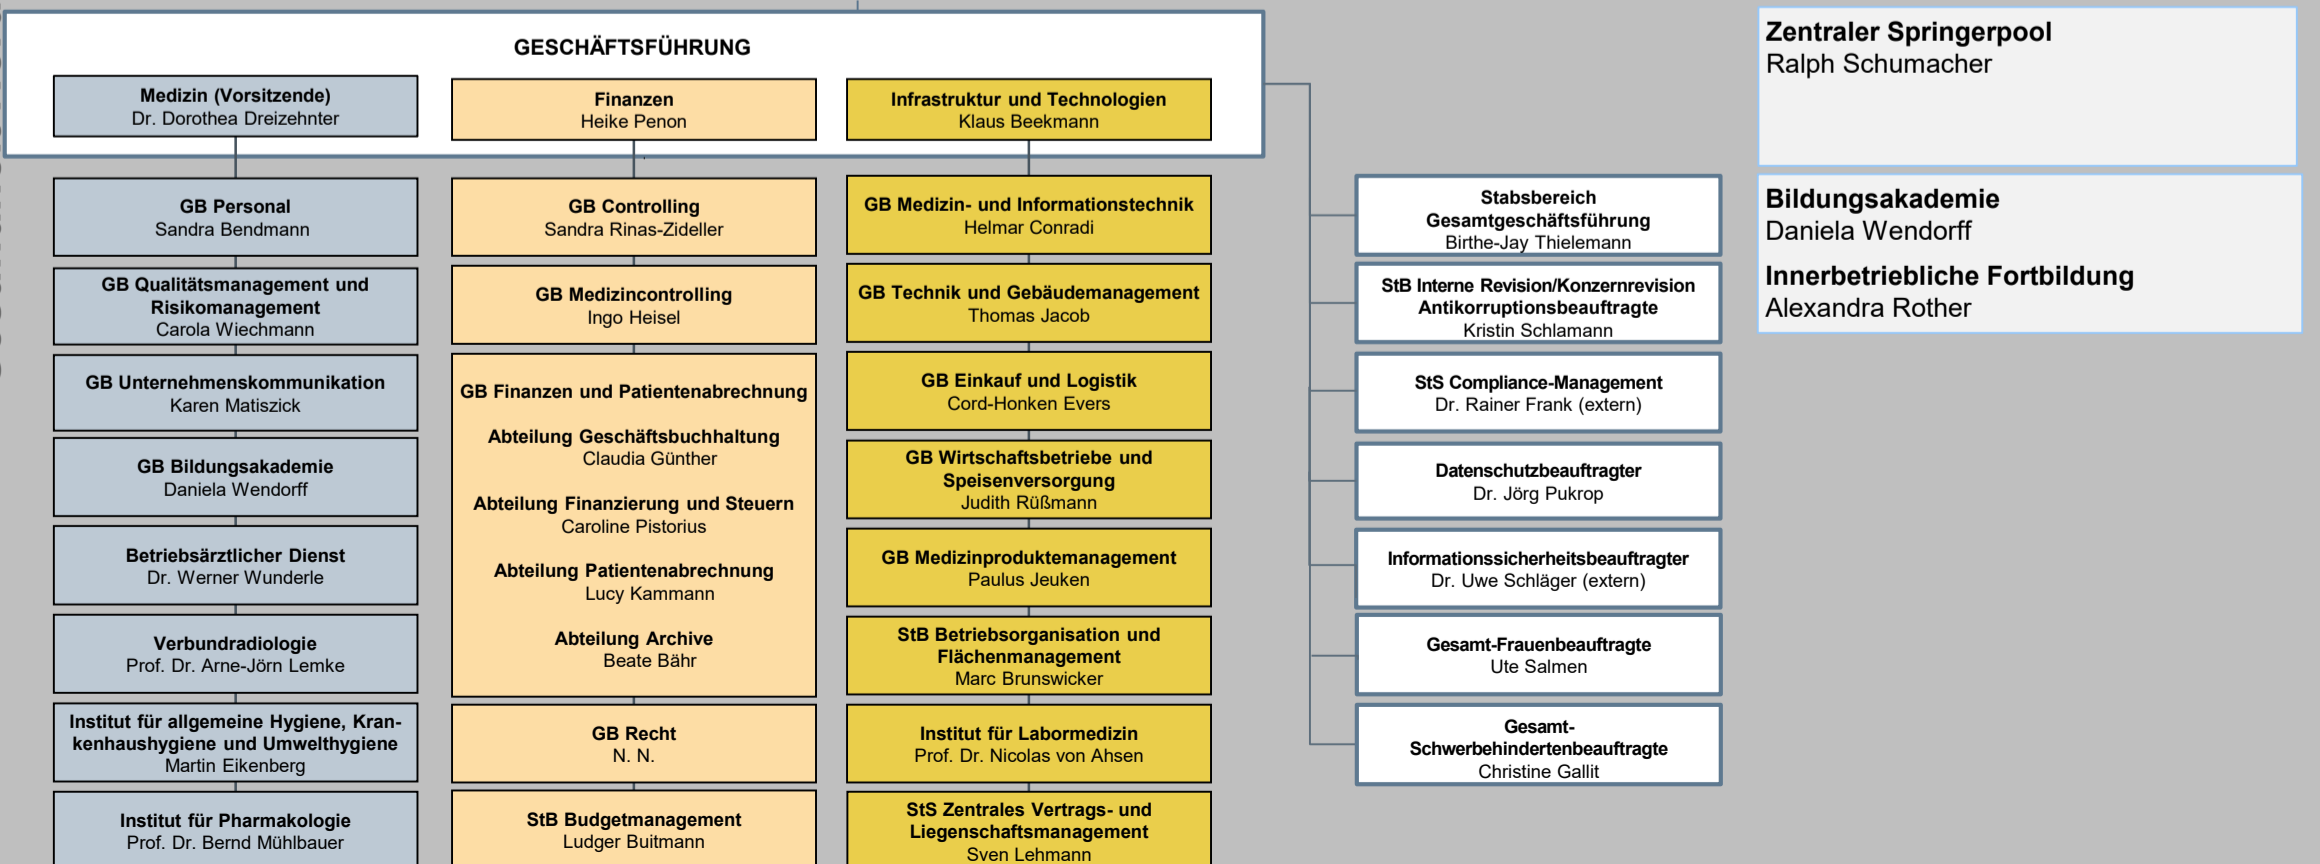 GESCHÄFTSFÜHRUNG
Medizin (Vorsitzende)
Dr. Dorothea Dreizehnter
GB Personal
Sandra Bendmann
GB Qualitätsmanagement und
Risikomanagement
Carola Wiechmann
GB Unternehmenskommunikation
Karen Matiszick
GB Bildungsakademie
Daniela Wendorff
Betriebsärztlicher Dienst
Dr. Werner Wunderle
Verbundradiologie
Prof. Dr. Arne-Jörn Lemke
Institut für allgemeine Hygiene, Kran-
kenhaushygiene und Umwelthygiene
Martin Eikenberg
Institut für Pharmakologie
Prof. Dr. Bernd Mühlbauer
Finanzen
Heike Penon
GB Controlling
Sandra Rinas-Zideller
GB Medizincontrolling
Ingo Heisel
GB Finanzen und Patientenabrechnung
Abteilung Geschäftsbuchhaltung
Claudia Günther
Abteilung Finanzierung und Steuern
Caroline Pistorius
Abteilung Patientenabrechnung
Lucy Kammann
Abteilung Archive
Beate Bähr
GB Recht
N. N.
StB Budgetmanagement
Ludger Buitmann
Infrastruktur und Technologien
Klaus Beekmann
GB Medizin- und Informationstechnik
Helmar Conradi
GB Technik und Gebäudemanagement
Thomas Jacob
GB Einkauf und Logistik
Cord-Honken Evers
GB Wirtschaftsbetriebe und
Speisenversorgung
Judith Rüßmann
GB Medizinproduktemanagement
Paulus Jeuken
StB Betriebsorganisation und
Flächenmanagement
Marc Brunswicker
Institut für Labormedizin
Prof. Dr. Nicolas von Ahsen
StS Zentrales Vertrags- und
Liegenschaftsmanagement
Sven Lehmann
Stabsbereich
Gesamtgeschäftsführung
Birthe-Jay Thielemann
StB Interne Revision/Konzernrevision
Antikorruptionsbeauftragte
Kristin Schlamann
StS Compliance-Management
Dr. Rainer Frank (extern)
Datenschutzbeauftragter
Dr. Jörg Pukrop
Informationssicherheitsbeauftragter
Dr. Uwe Schläger (extern)
Gesamt-Frauenbeauftragte
Ute Salmen
Gesamt-
Schwerbehindertenbeauftragte
Christine Gallit
Zentraler Springerpool
Ralph Schumacher
Bildungsakademie
Daniela Wendorff
Innerbetriebliche Fortbildung
Alexandra Rother